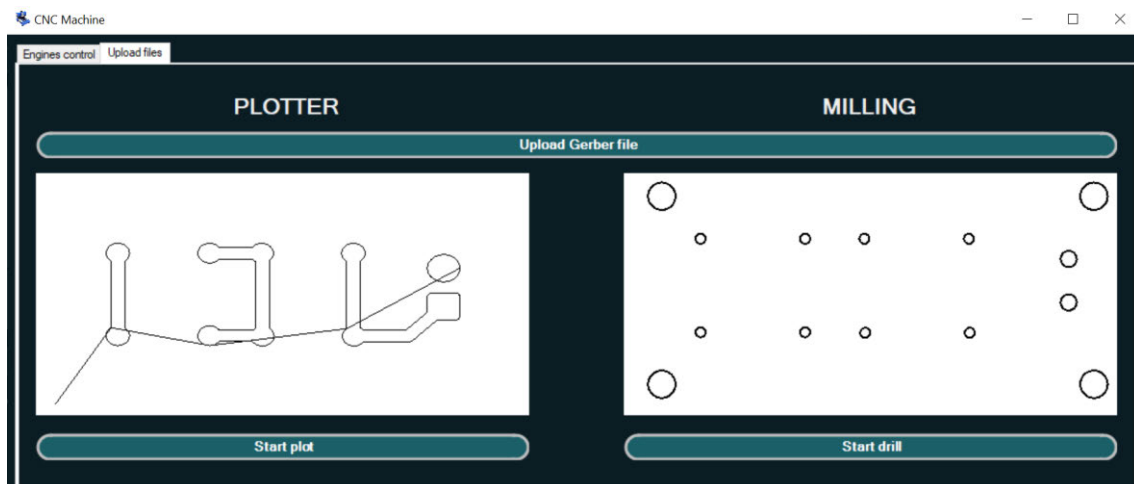 CNC Machine
Engines control
Upload files
PLOTTER
MILLING
Upload Gerber file
Start plot
Start drill